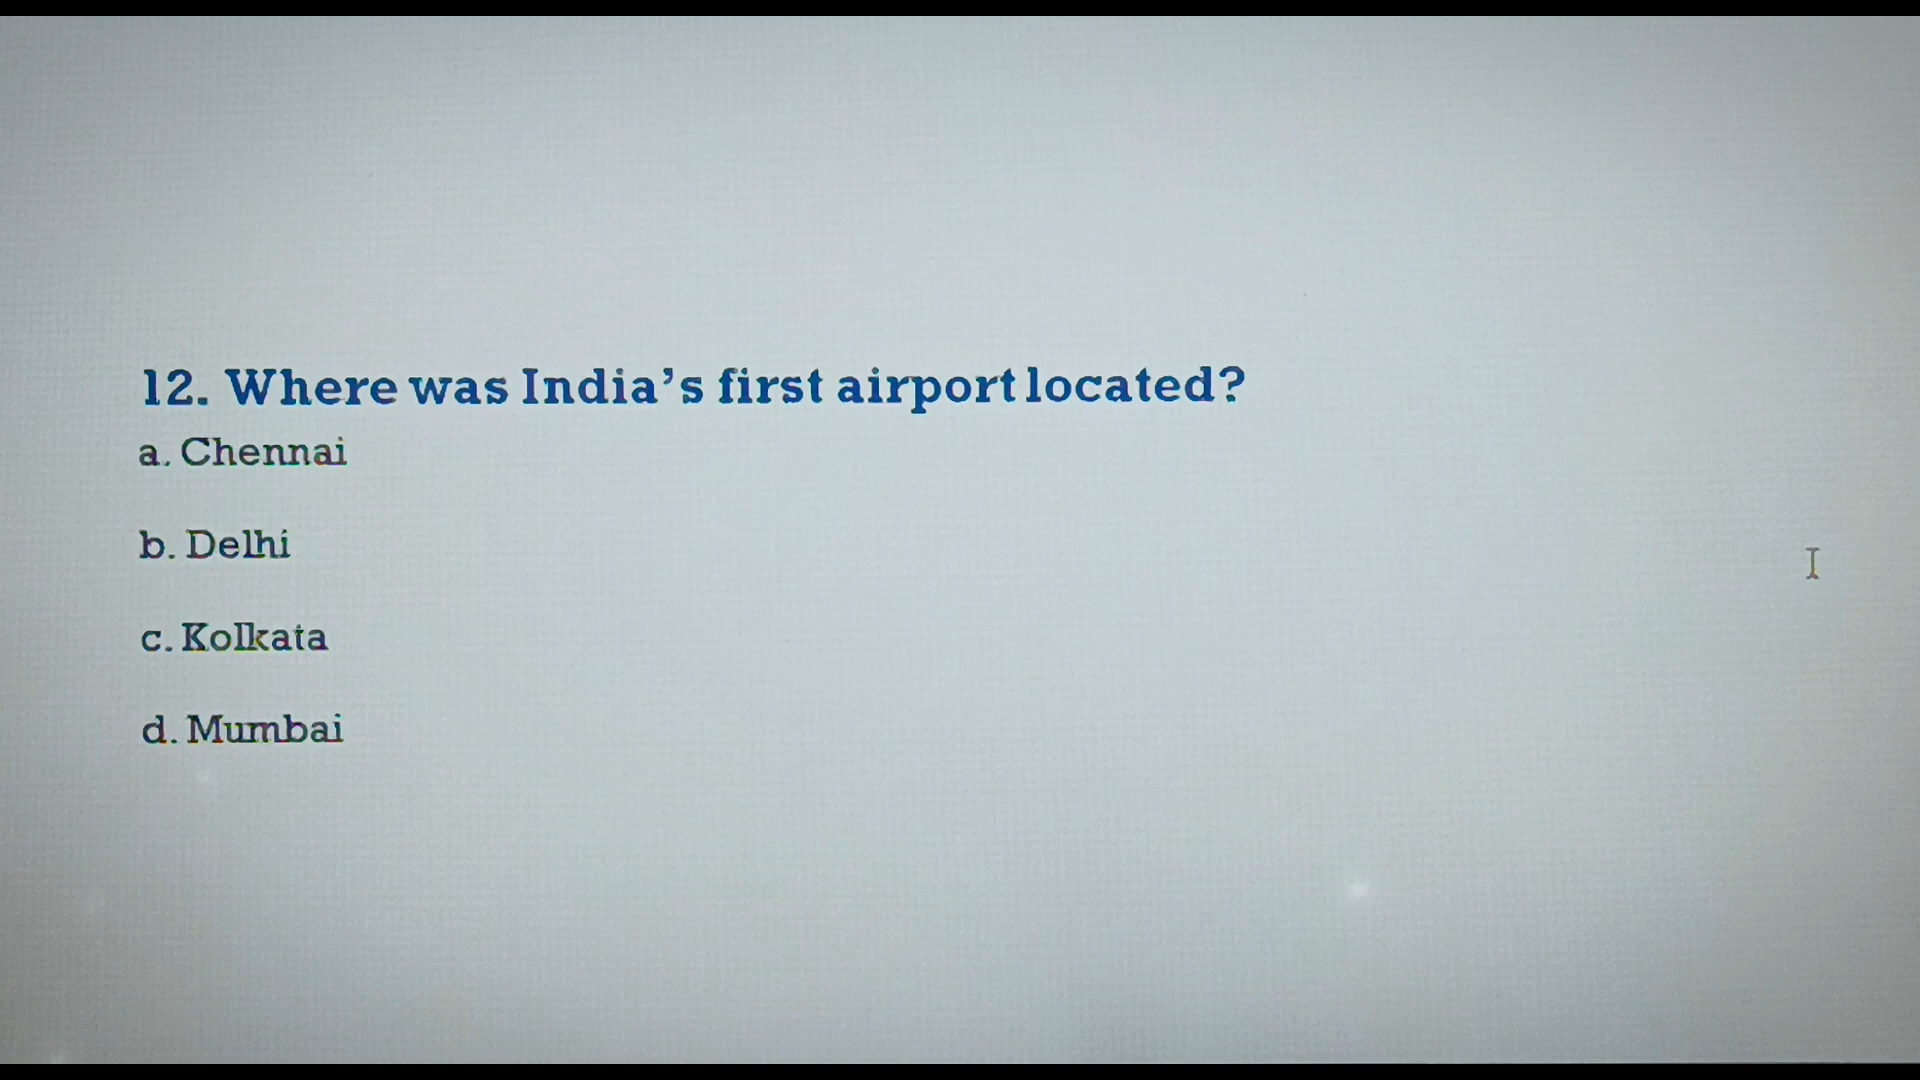 12. Where was India’s first airport located?
a. Chennai
b. Delhi
c. Kolkata
d. Mumbai